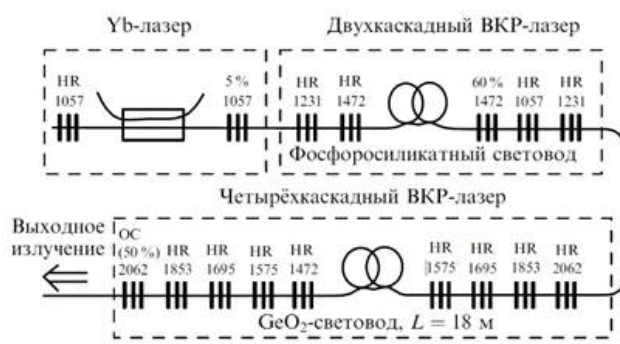 Yb-лазер
Двухкаскадный ВКР-лазер
HR 5 % HR HR 60 % HR HR
1057 1057 1231 1472 1472 1057 1231
Фосфоросиликатный световод
Четырёхкаскадный ВКР-лазер
Выходное
излучение
OC
(50 %) HR HR HR HR HR HR HR HR
2062 1853 1695 1575 1472 1575 1695 1853 2062
GeO₂-световод, L = 18 м